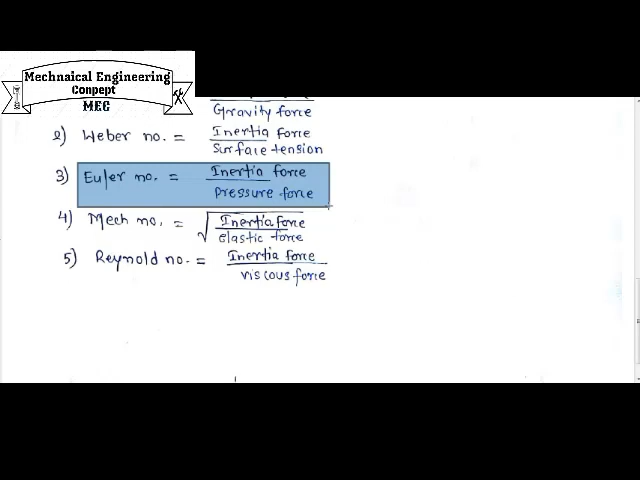 Mechnaical Engineering
Conpept
MEC
Gravity force
2) Weber no. = Inertia force
Surface tension
3) Euler no. = Inertia force
Pressure force
4) Mech no. = √ Inertia force
elastic force
5) Reynold no. = Inertia force
viscous force